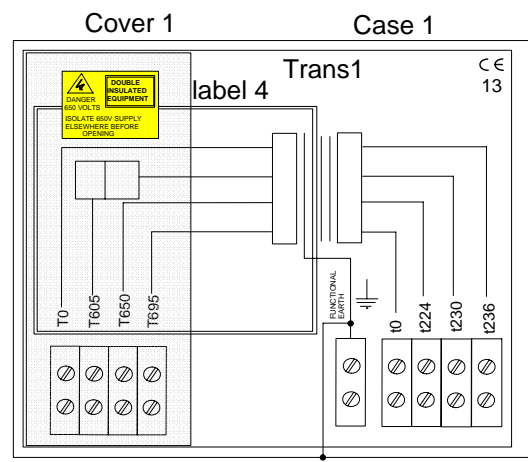 Cover 1
Case 1
Trans1
CE
13
DANGER
650 VOLTS
DOUBLE
INSULATED
EQUIPMENT
ISOLATE 650V SUPPLY
ELSEWHERE BEFORE
OPENING
label 4
T0
T605
T650
T695
FUNCTIONAL
EARTH
t0
t224
t230
t236